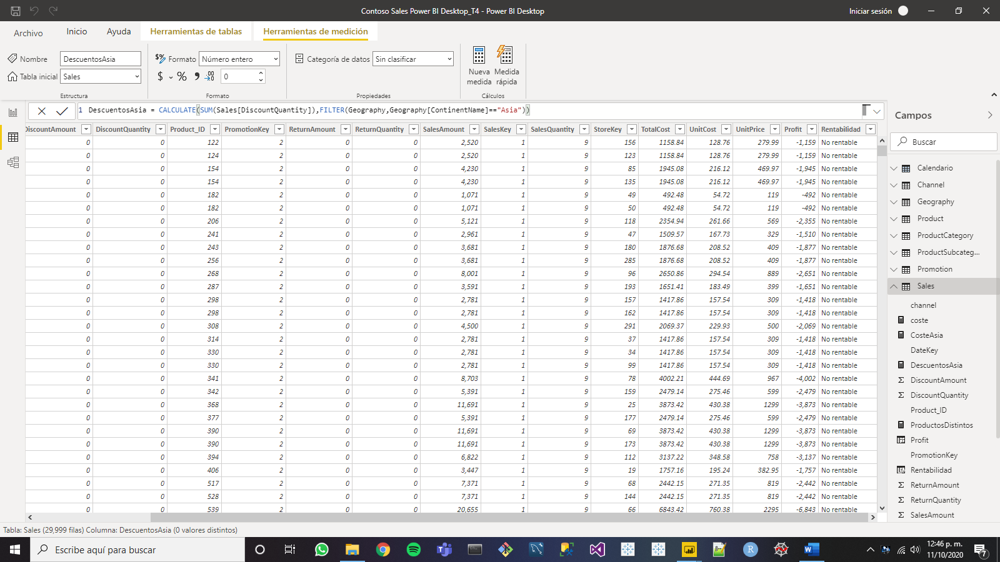 Contoso Sales Power BI Desktop_T4 - Power BI Desktop
Iniciar sesión
Archivo Inicio Ayuda Herramientas de tablas Herramientas de medición
Nombre DescuentosAsia
Formato Número entero
Categoría de datos Sin clasificar
Tabla inicial Sales
$ % 0
Nueva medida
Medida rápida
Estructura Formato Propiedades Cálculos
1 DescuentosAsia = CALCULATE(SUM(Sales[DiscountQuantity]),FILTER(Geography,Geography[ContinentName]=="Asia"))
DiscountAmount DiscountQuantity Product_ID PromotionKey ReturnAmount ReturnQuantity SalesAmount SalesKey SalesQuantity StoreKey TotalCost UnitCost UnitPrice Profit Rentabilidad
0 0 122 2 0 0 2,520 1 9 156 1158.84 128.76 279.99 -1,159 No rentable
0 0 124 2 0 0 2,520 1 9 123 1158.84 128.76 279.99 -1,159 No rentable
0 0 154 2 0 0 4,230 1 9 85 1945.08 216.12 469.97 -1,945 No rentable
0 0 154 2 0 0 4,230 1 9 135 1945.08 216.12 469.97 -1,945 No rentable
0 0 182 2 0 0 1,071 1 9 49 492.48 54.72 119 -492 No rentable
0 0 182 2 0 0 1,071 1 9 50 492.48 54.72 119 -492 No rentable
0 0 206 2 0 0 5,121 1 9 118 2354.94 261.66 569 -2,355 No rentable
0 0 241 2 0 0 2,961 1 9 47 1509.57 167.73 329 -1,510 No rentable
0 0 243 2 0 0 3,681 1 9 180 1876.68 208.52 409 -1,877 No rentable
0 0 256 2 0 0 3,681 1 9 285 1876.68 208.52 409 -1,877 No rentable
0 0 268 2 0 0 8,001 1 9 96 2650.86 294.54 889 -2,651 No rentable
0 0 287 2 0 0 3,591 1 9 193 1651.41 183.49 399 -1,651 No rentable
0 0 298 2 0 0 2,781 1 9 157 1417.86 157.54 309 -1,418 No rentable
0 0 298 2 0 0 2,781 1 9 162 1417.86 157.54 309 -1,418 No rentable
0 0 308 2 0 0 4,500 1 9 291 2069.37 229.93 500 -2,069 No rentable
0 0 314 2 0 0 2,781 1 9 37 1417.86 157.54 309 -1,418 No rentable
0 0 330 2 0 0 2,781 1 9 34 1417.86 157.54 309 -1,418 No rentable
0 0 330 2 0 0 2,781 1 9 99 1417.86 157.54 309 -1,418 No rentable
0 0 341 2 0 0 8,703 1 9 78 4002.21 444.69 967 -4,002 No rentable
0 0 342 2 0 0 5,391 1 9 159 2479.14 275.46 599 -2,479 No rentable
0 0 368 2 0 0 11,691 1 9 25 3873.42 430.38 1299 -3,873 No rentable
0 0 377 2 0 0 5,391 1 9 177 2479.14 275.46 599 -2,479 No rentable
0 0 390 2 0 0 11,691 1 9 69 3873.42 430.38 1299 -3,873 No rentable
0 0 390 2 0 0 11,691 1 9 173 3873.42 430.38 1299 -3,873 No rentable
0 0 394 2 0 0 6,822 1 9 112 3137.22 348.58 758 -3,137 No rentable
0 0 406 2 0 0 3,447 1 9 19 1757.16 195.24 382.95 -1,757 No rentable
0 0 517 2 0 0 7,371 1 9 68 2442.15 271.35 819 -2,442 No rentable
0 0 528 2 0 0 7,371 1 9 144 2442.15 271.35 819 -2,442 No rentable
0 0 539 2 0 0 20,655 1 9 66 6843.42 760.38 2295 -6,843 No rentable
Campos
Buscar
Calendario
Channel
Geography
Product
ProductCategory
ProductSubcateg...
Promotion
Sales
channel
coste
CosteAsia
DateKey
DescuentosAsia
DiscountAmount
DiscountQuantity
Product_ID
ProductosDistintos
Profit
PromotionKey
Rentabilidad
ReturnAmount
ReturnQuantity
SalesAmount
Tabla: Sales (29,999 filas) Columna: DescuentosAsia (0 valores distintos)
Escribe aquí para buscar
12:46 p. m.
11/10/2020
7